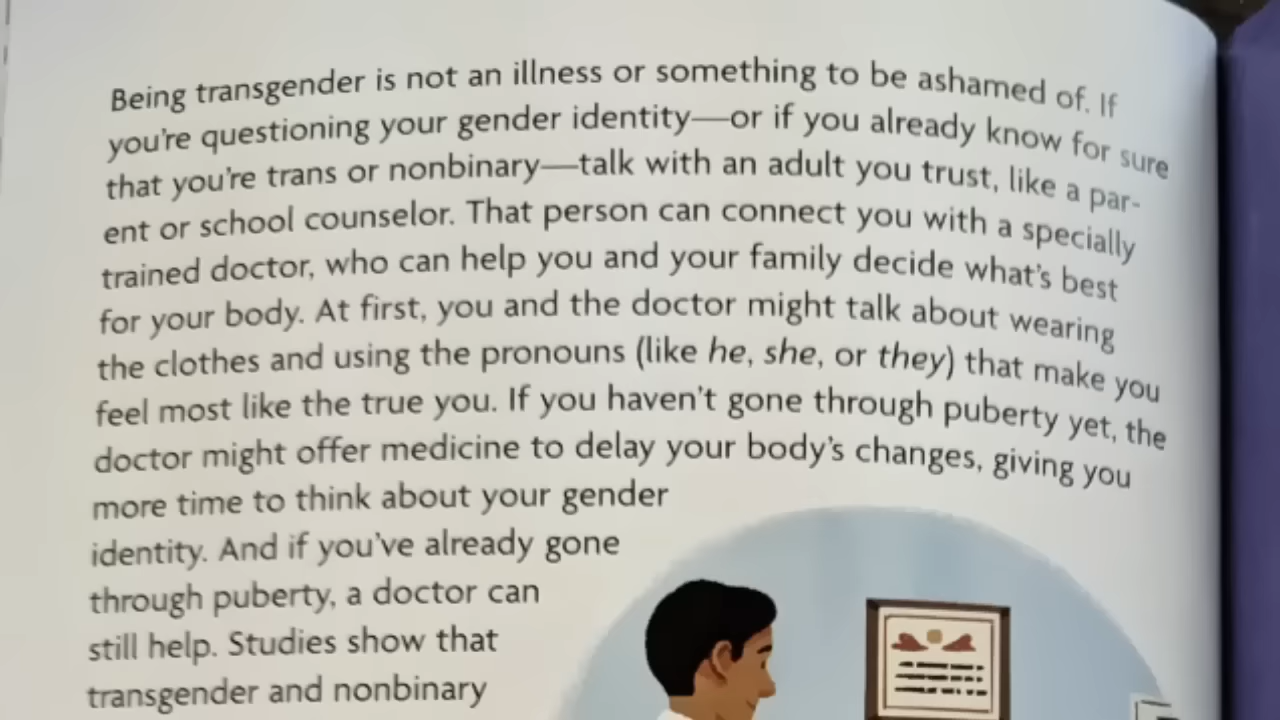 Being transgender is not an illness or something to be ashamed of. If
you're questioning your gender identity—or if you already know for sure
that you're trans or nonbinary—talk with an adult you trust, like a par-
ent or school counselor. That person can connect you with a specially
trained doctor, who can help you and your family decide what's best
for your body. At first, you and the doctor might talk about wearing
the clothes and using the pronouns (like he, she, or they) that make you
feel most like the true you. If you haven't gone through puberty yet, the
doctor might offer medicine to delay your body's changes, giving you
more time to think about your gender
identity. And if you've already gone
through puberty, a doctor can
still help. Studies show that
transgender and nonbinary